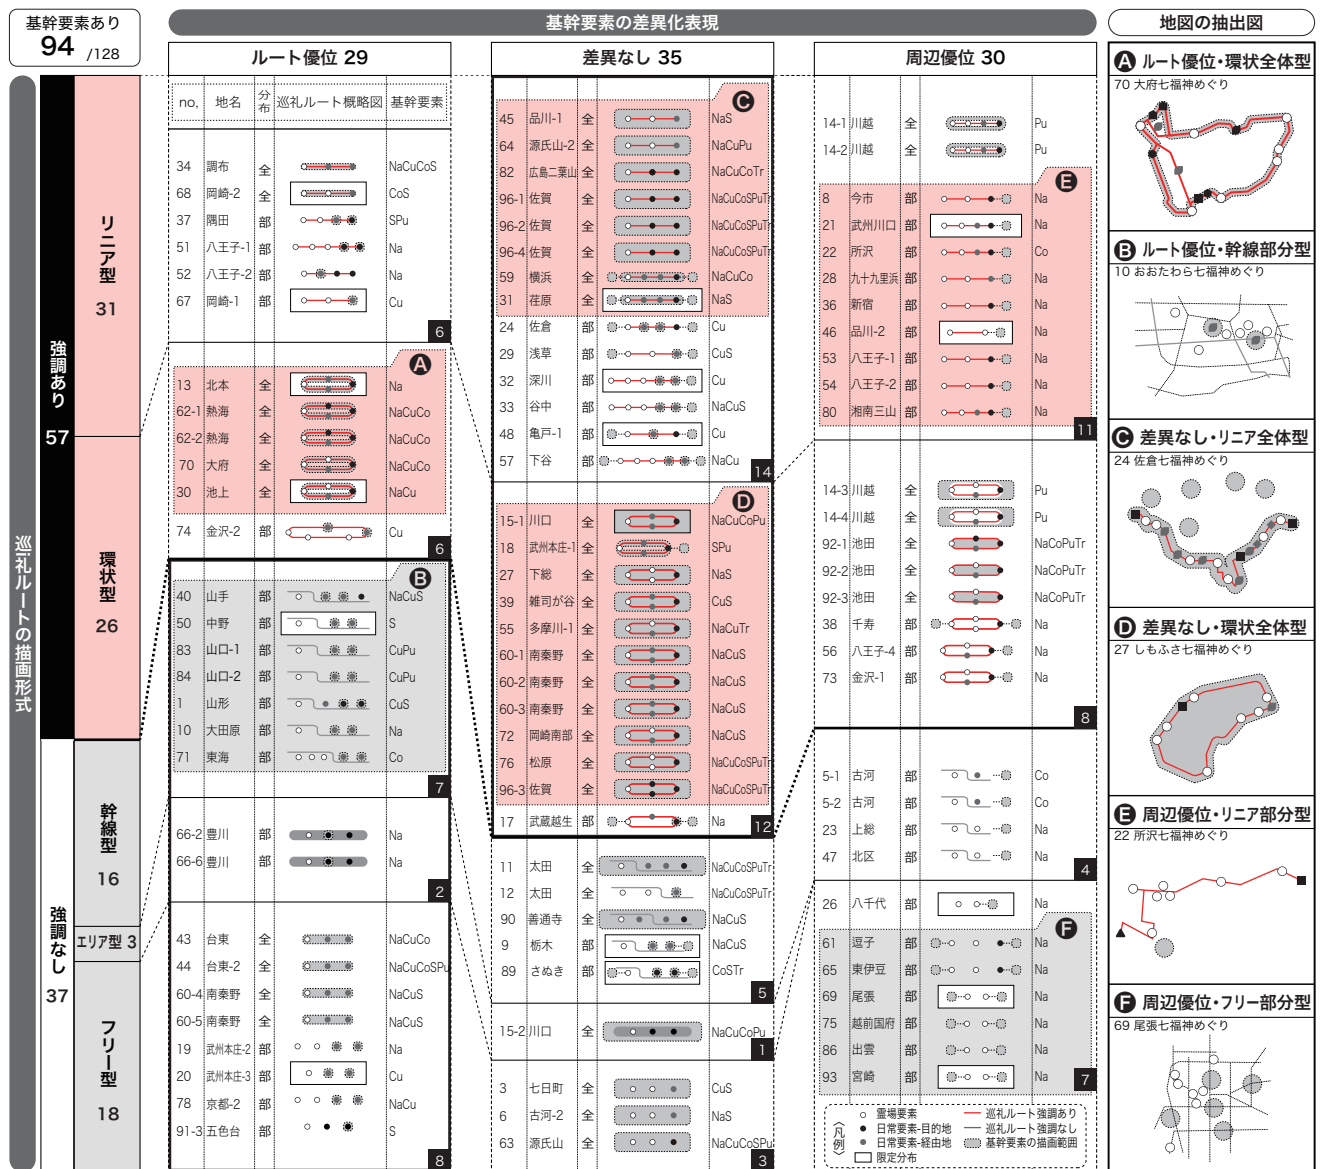 基幹要素あり
94 /128
基幹要素の差異化表現
地図の抽出図
ルート優位 29
差異なし 35
周辺優位 30
巡礼ルートの描画形式
強調あり
57
強調なし
37
リニア型
31
環状型
26
幹線型
16
エリア型 3
フリー型
18
no, 地名 分布 巡礼ルート概略図 基幹要素
34 調布 全 NaCuCoS
68 岡崎-2 全 CoS
37 隅田 部 SPu
51 八王子-1 部 Na
52 八王子-2 部 Na
67 岡崎-1 部 Cu
6
A
13 北本 全 Na
62-1 熱海 全 NaCuCo
62-2 熱海 全 NaCuCo
70 大府 全 NaCuCo
30 池上 全 NaCu
74 金沢-2 部 Cu
6
B
40 山手 部 NaCuS
50 中野 部 S
83 山口-1 部 CuPu
84 山口-2 部 CuPu
1 山形 部 CuS
10 大田原 部 Na
71 東海 部 Co
7
66-2 豊川 部 Na
66-6 豊川 部 Na
2
43 台東 全 NaCuCo
44 台東-2 全 NaCuCoSPu
60-4 南秦野 全 NaCuS
60-5 南秦野 全 NaCuS
19 武州本庄-2 部 Na
20 武州本庄-3 部 Cu
78 京都-2 部 NaCu
91-3 五色台 部 S
8
C
45 品川-1 全 NaS
64 源氏山-2 全 NaCuPu
82 広島二葉山 全 NaCuCoTr
96-1 佐賀 全 NaCuCoSPuTr
96-2 佐賀 全 NaCuCoSPuTr
96-4 佐賀 全 NaCuCoSPuTr
59 横浜 全 NaCuCo
31 荏原 全 NaS
24 佐倉 部 Cu
29 浅草 部 CuS
32 深川 部 Cu
33 谷中 部 NaCuS
48 亀戸-1 部 Cu
57 下谷 部 NaCu
14
D
15-1 川口 全 NaCuCoPu
18 武州本庄-1 全 SPu
27 下総 全 NaS
39 雑司が谷 全 CuS
55 多摩川-1 全 NaCuTr
60-1 南秦野 全 NaCuS
60-2 南秦野 全 NaCuS
60-3 南秦野 全 NaCuS
72 岡崎南部 全 NaCuS
76 松原 全 NaCuCoSPuTr
96-3 佐賀 全 NaCuCoSPuTr
17 武蔵越生 部 Na
12
11 太田 全 NaCuCoSPuTr
12 太田 全 NaCuCoSPuTr
90 善通寺 全 NaCuS
9 栃木 部 NaCuS
89 さぬき 部 CoSTr
5
15-2 川口 全 NaCuCoPu
1
3 七日町 全 CuS
6 古河-2 全 NaS
63 源氏山 全 NaCuCoSPu
3
14-1 川越 全 Pu
14-2 川越 全 Pu
E
8 今市 部 Na
21 武州川口 部 Na
22 所沢 部 Co
28 九十九里浜 部 Na
36 新宿 部 Na
46 品川-2 部 Na
53 八王子-1 部 Na
54 八王子-2 部 Na
80 湘南三山 部 Na
11
14-3 川越 全 Pu
14-4 川越 全 Pu
92-1 池田 全 NaCoPuTr
92-2 池田 全 NaCoPuTr
92-3 池田 全 NaCoPuTr
38 千寿 部 Na
56 八王子-4 部 Na
73 金沢-1 部 Na
8
5-1 古河 部 Co
5-2 古河 部 Co
23 上総 部 Na
47 北区 部 Na
4
26 八千代 部 Na
F
61 逗子 部 Na
65 東伊豆 部 Na
69 尾張 部 Na
75 越前国府 部 Na
86 出雲 部 Na
93 宮崎 部 Na
7
〈凡例〉
霊場要素
日常要素-目的地
日常要素-経由地
限定分布
巡礼ルート強調あり
巡礼ルート強調なし
基幹要素の描画範囲
A ルート優位・環状全体型
70 大府七福神めぐり
B ルート優位・幹線部分型
10 おおたわら七福神めぐり
C 差異なし・リニア全体型
24 佐倉七福神めぐり
D 差異なし・環状全体型
27 しもふさ七福神めぐり
E 周辺優位・リニア部分型
22 所沢七福神めぐり
F 周辺優位・フリー部分型
69 尾張七福神めぐり